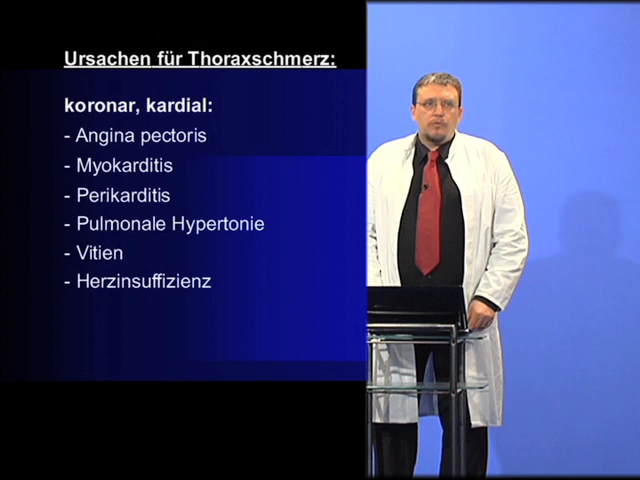 Ursachen für Thoraxschmerz:
koronar, kardial:
- Angina pectoris
- Myokarditis
- Perikarditis
- Pulmonale Hypertonie
- Vitien
- Herzinsuffizienz